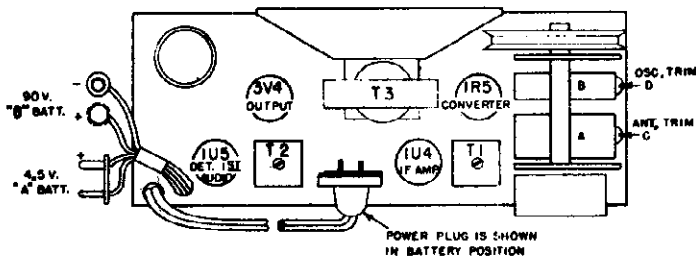 90 V.
"B" BATT.
-
+
4.5 V.
"A" BATT.
+
-
3V4
OUTPUT
T3
1R5
CONVERTER
B
A
OSC. TRIM
D
ANT. TRIM
C
1U5
DET. 1ST
AUDIO
T2
1U4
IF AMP
T1
POWER PLUG IS SHOWN
IN BATTERY POSITION